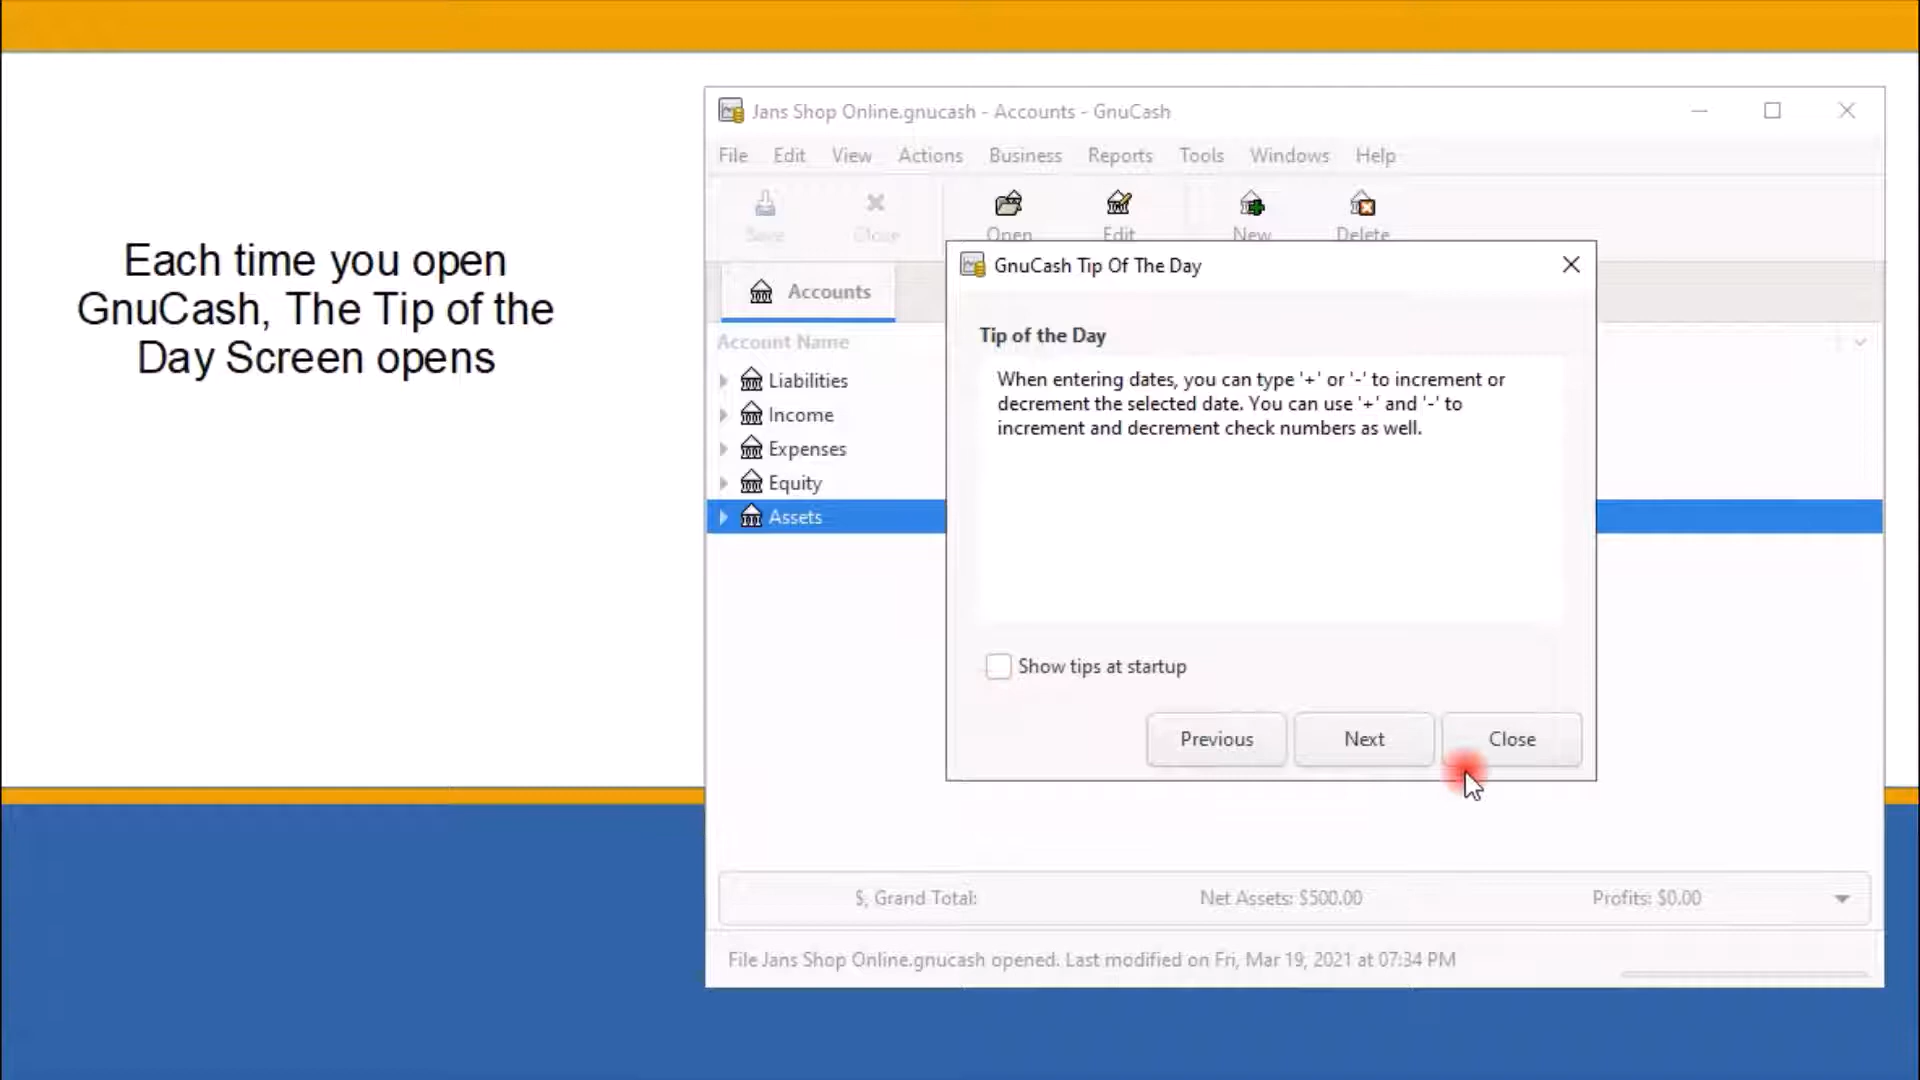 Each time you open
GnuCash, The Tip of the
Day Screen opens
Jans Shop Online.gnucash - Accounts - GnuCash
File Edit View Actions Business Reports Tools Windows Help
Save Close Open Edit New Delete
Accounts
Account Name
Liabilities
Income
Expenses
Equity
Assets
GnuCash Tip Of The Day
Tip of the Day
When entering dates, you can type '+' or '-' to increment or
decrement the selected date. You can use '+' and '-' to
increment and decrement check numbers as well.
Show tips at startup
Previous Next Close
$, Grand Total: Net Assets: $500.00 Profits: $0.00
File Jans Shop Online.gnucash opened. Last modified on Fri, Mar 19, 2021 at 07:34 PM